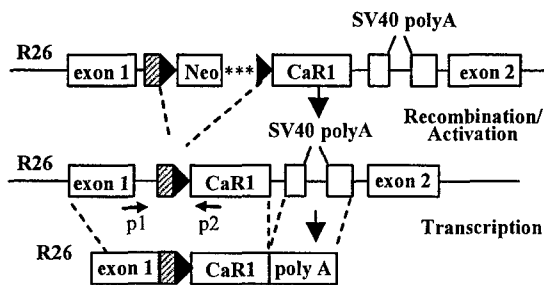 SV40 polyA
R26
exon 1
Neo
***
CaR1
exon 2
SV40 polyA
Recombination/
Activation
R26
exon 1
CaR1
exon 2
p1
p2
Transcription
R26
exon 1
CaR1
poly A